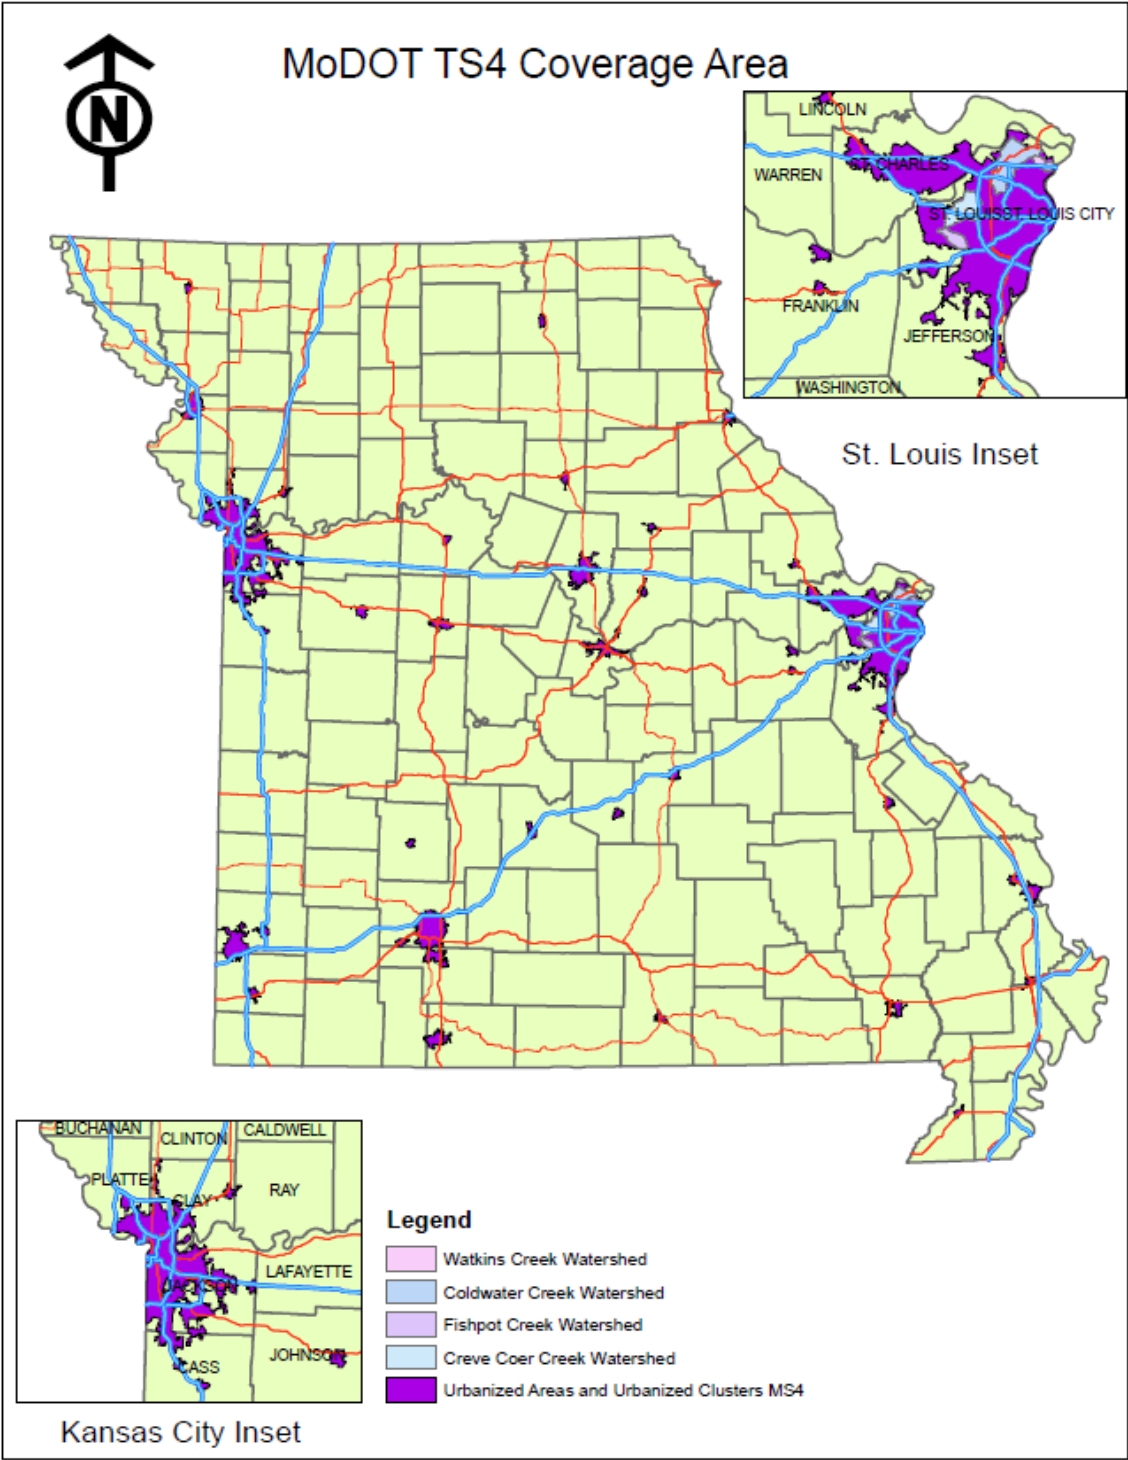 MoDOT TS4 Coverage Area
N
LINCOLN
WARREN
ST. CHARLES
ST. LOUIS
ST. LOUIS CITY
FRANKLIN
JEFFERSON
WASHINGTON
St. Louis Inset
BUCHANAN
CLINTON
CALDWELL
PLATTE
CLAY
RAY
JACKSON
LAFAYETTE
JOHNSON
CASS
Kansas City Inset
Legend
Watkins Creek Watershed
Coldwater Creek Watershed
Fishpot Creek Watershed
Creve Coer Creek Watershed
Urbanized Areas and Urbanized Clusters MS4